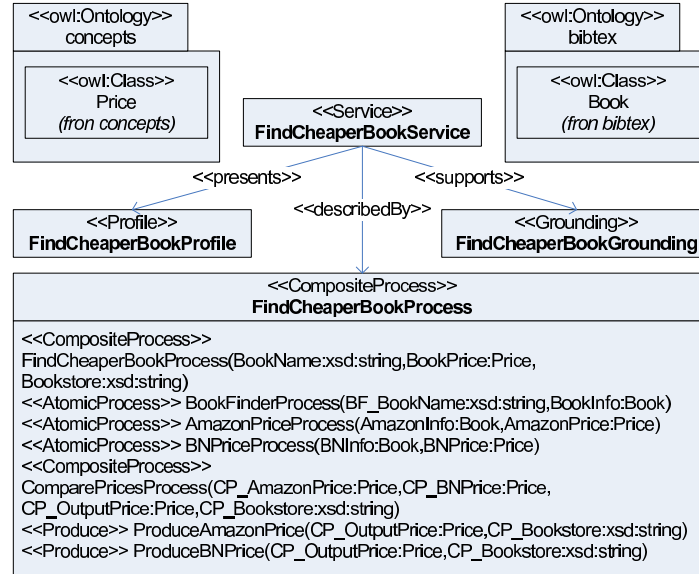 <<owl:Ontology>>
concepts
<<owl:Class>>
Price
(fron concepts)
<<owl:Ontology>>
bibtex
<<owl:Class>>
Book
(fron bibtex)
<<Service>>
FindCheaperBookService
<<presents>>
<<describedBy>>
<<supports>>
<<Profile>>
FindCheaperBookProfile
<<Grounding>>
FindCheaperBookGrounding
<<CompositeProcess>>
FindCheaperBookProcess
<<CompositeProcess>>
FindCheaperBookProcess(BookName:xsd:string,BookPrice:Price,
Bookstore:xsd:string)
<<AtomicProcess>> BookFinderProcess(BF_BookName:xsd:string,BookInfo:Book)
<<AtomicProcess>> AmazonPriceProcess(AmazonInfo:Book,AmazonPrice:Price)
<<AtomicProcess>> BNPriceProcess(BNInfo:Book,BNPrice:Price)
<<CompositeProcess>>
ComparePricesProcess(CP_AmazonPrice:Price,CP_BNPrice:Price,
CP_OutputPrice:Price,CP_Bookstore:xsd:string)
<<Produce>> ProduceAmazonPrice(CP_OutputPrice:Price,CP_Bookstore:xsd:string)
<<Produce>> ProduceBNPrice(CP_OutputPrice:Price,CP_Bookstore:xsd:string)